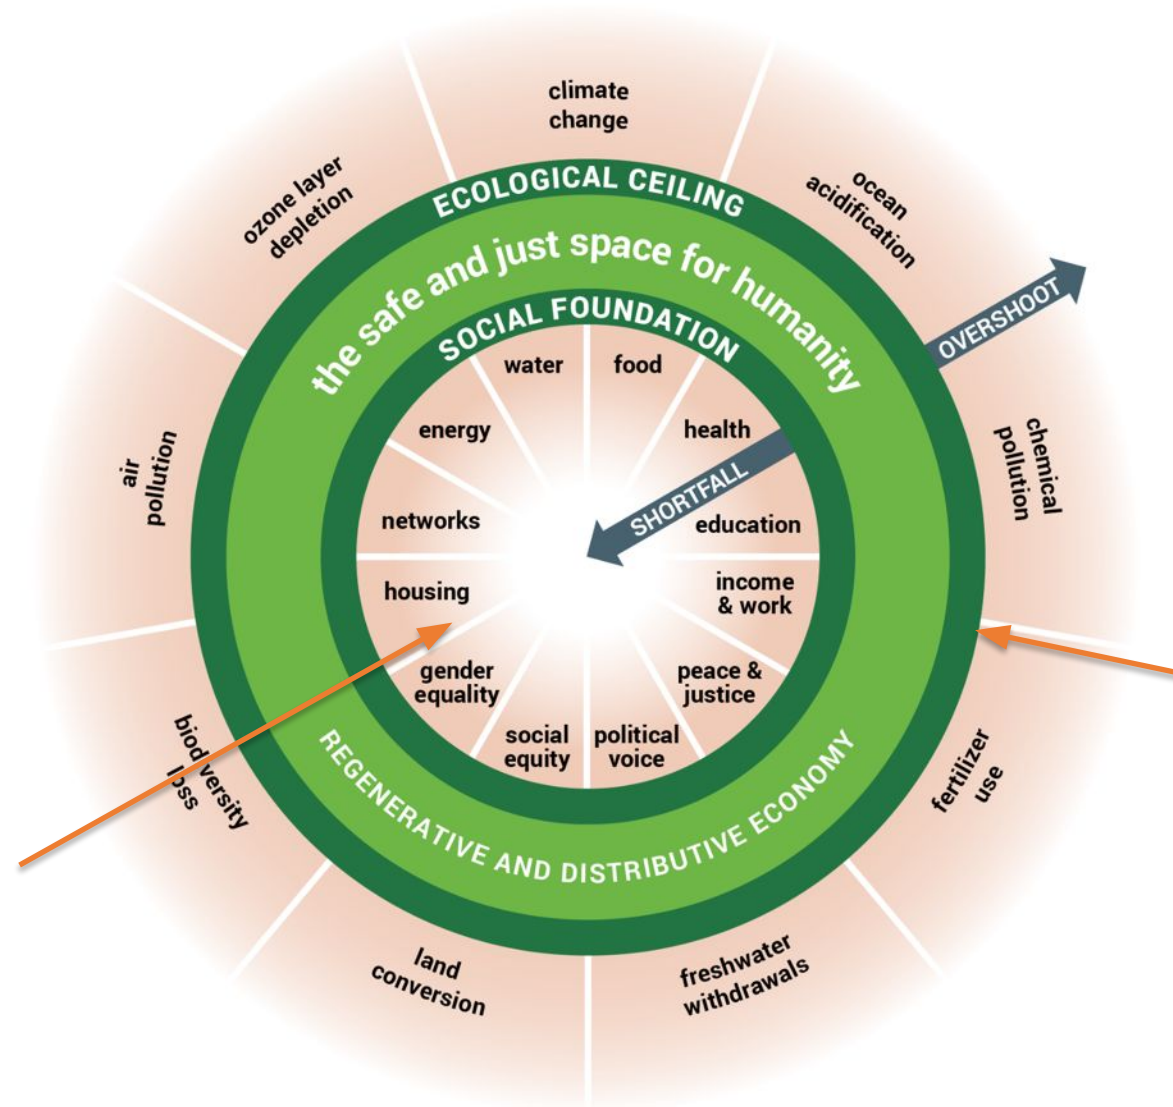 climate
change
ozone layer
depletion
ocean
acidification
ECOLOGICAL CEILING
the safe and just space for humanity
SOCIAL FOUNDATION
OVERSHOOT
water
food
energy
health
SHORTFALL
air
pollution
chemical
pollution
networks
education
housing
income
& work
gender
equality
peace &
justice
social
equity
political
voice
biodiversity
loss
REGENERATIVE AND DISTRIBUTIVE ECONOMY
fertilizer
use
land
conversion
freshwater
withdrawals